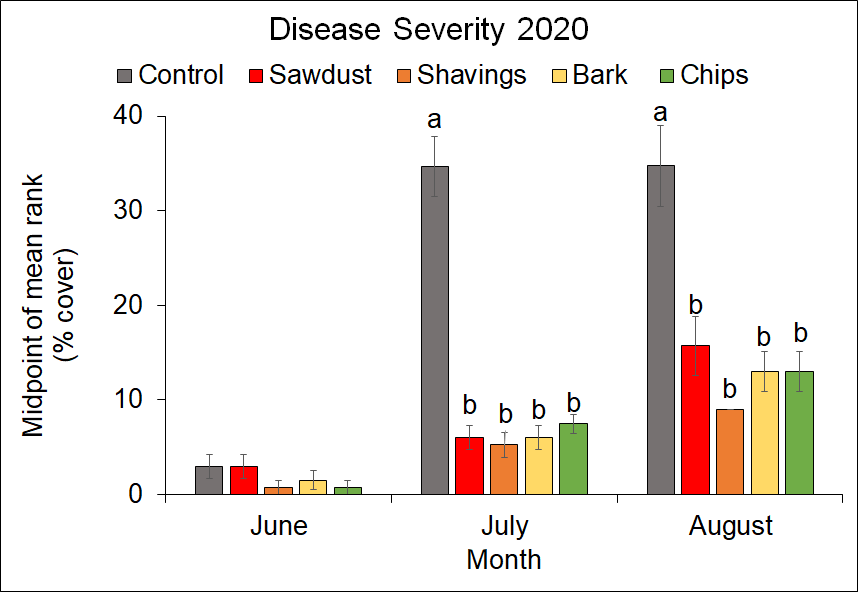 Disease Severity 2020
Control Sawdust Shavings Bark Chips
Midpoint of mean rank
(% cover)
40
30
20
10
0
a
b
b
b
b
a
b
b
b
b
June July August
Month